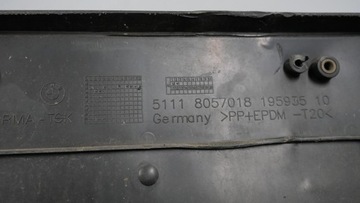 5111 8057018 195935 10
Germany >PP+EPDM -T20<